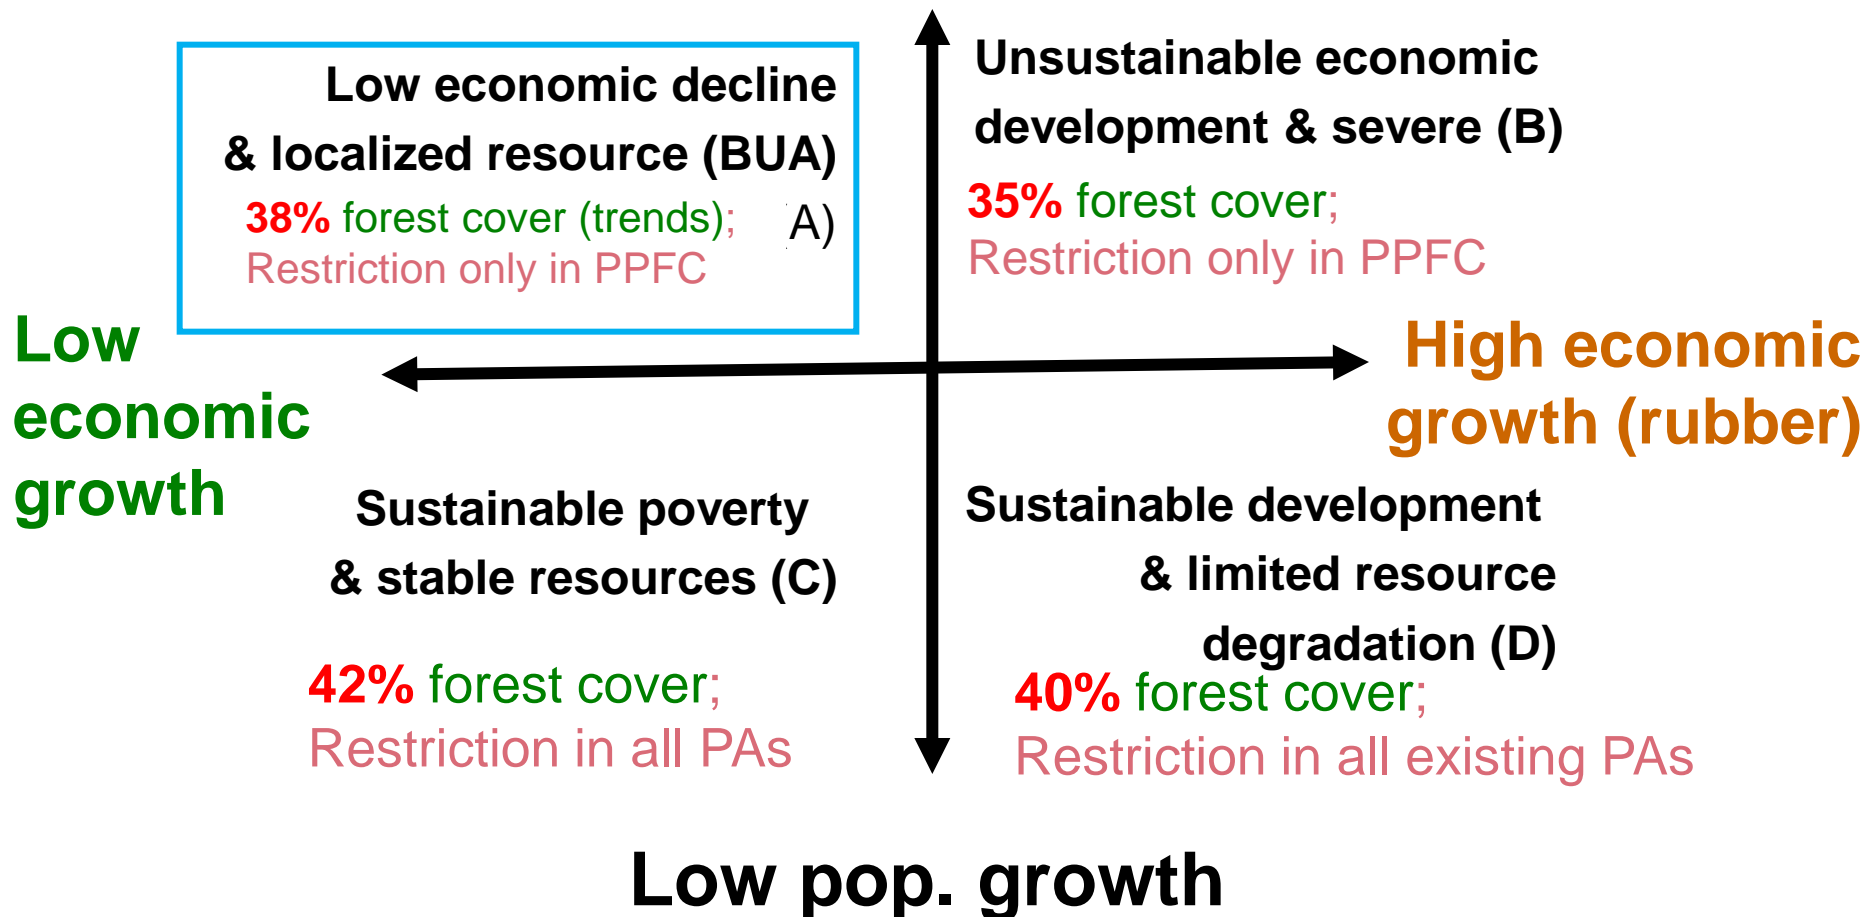 Low economic decline
& localized resource (BUA)
38% forest cover (trends); A)
Restriction only in PPFC
Unsustainable economic
development & severe (B)
35% forest cover;
Restriction only in PPFC
Low
economic
growth
High economic
growth (rubber)
Sustainable poverty
& stable resources (C)
42% forest cover;
Restriction in all PAs
Sustainable development
& limited resource
degradation (D)
40% forest cover;
Restriction in all existing PAs
Low pop. growth